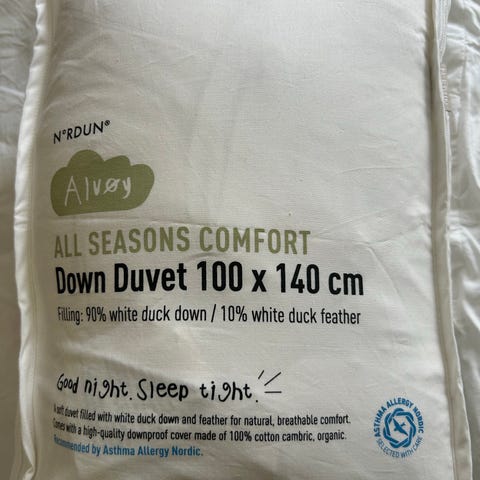 N°RDUN®
Alvøy
ALL SEASONS COMFORT
Down Duvet 100 x 140 cm
Filling: 90% white duck down / 10% white duck feather
Good night. Sleep tight.
A soft duvet filled with white duck down and feather for natural, breathable comfort.
Comes with a high-quality downproof cover made of 100% cotton cambric, organic.
Recommended by Asthma Allergy Nordic.
ASTHMA ALLERGY NORDIC
SELECTED WITH CARE